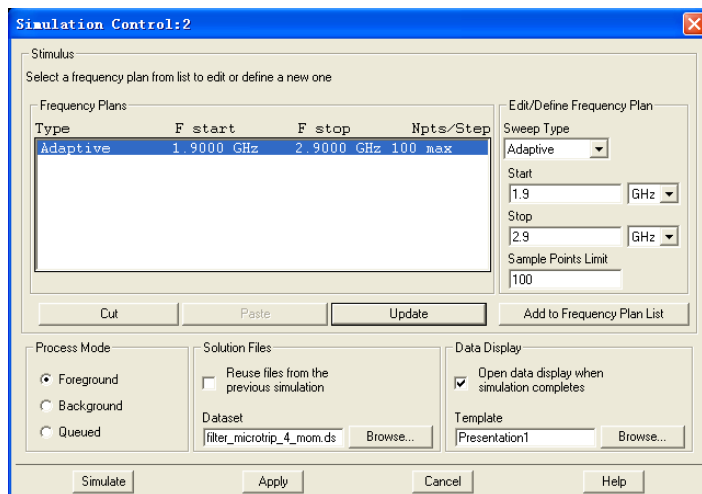 Simulation Control:2
Stimulus
Select a frequency plan from list to edit or define a new one
Frequency Plans
Type F start F stop Npts/Step
Adaptive 1.9000 GHz 2.9000 GHz 100 max
Edit/Define Frequency Plan
Sweep Type
Adaptive
Start
1.9 GHz
Stop
2.9 GHz
Sample Points Limit
100
Cut Paste Update Add to Frequency Plan List
Process Mode
Foreground
Background
Queued
Solution Files
Reuse files from the
previous simulation
Dataset
filter_microtrip_4_mom.ds Browse...
Data Display
Open data display when
simulation completes
Template
Presentation1 Browse...
Simulate Apply Cancel Help